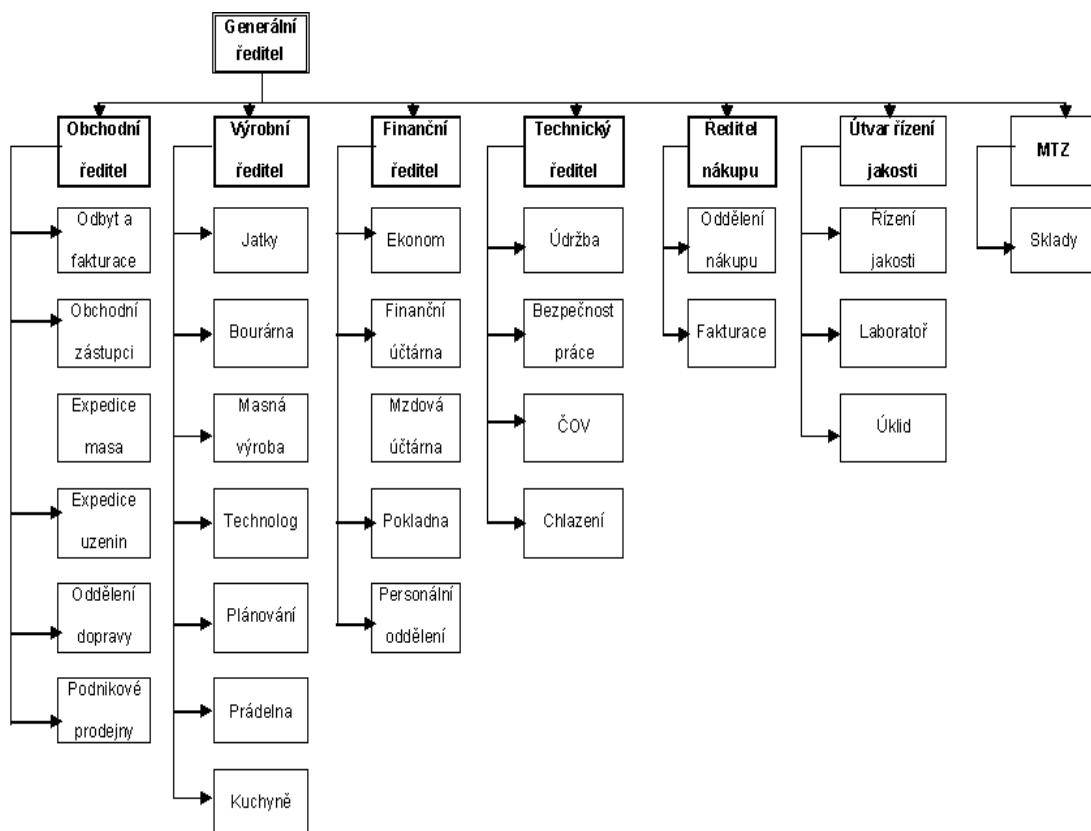 Generální
ředitel
Obchodní
ředitel
Výrobní
ředitel
Finanční
ředitel
Technický
ředitel
Ředitel
nákupu
Útvar řízení
jakosti
MTZ
Odbyt a
fakturace
Jatky
Ekonom
Údržba
Oddělení
nákupu
Řízení
jakosti
Sklady
Obchodní
zástupci
Bourárna
Finanční
účtárna
Bezpečnost
práce
Fakturace
Laboratoř
Expedice
masa
Masná
výroba
Mzdová
účtárna
ČOV
Úklid
Expedice
uzenin
Technolog
Pokladna
Chlazení
Oddělení
dopravy
Plánování
Personální
oddělení
Podnikové
prodejny
Prádelna
Kuchyně